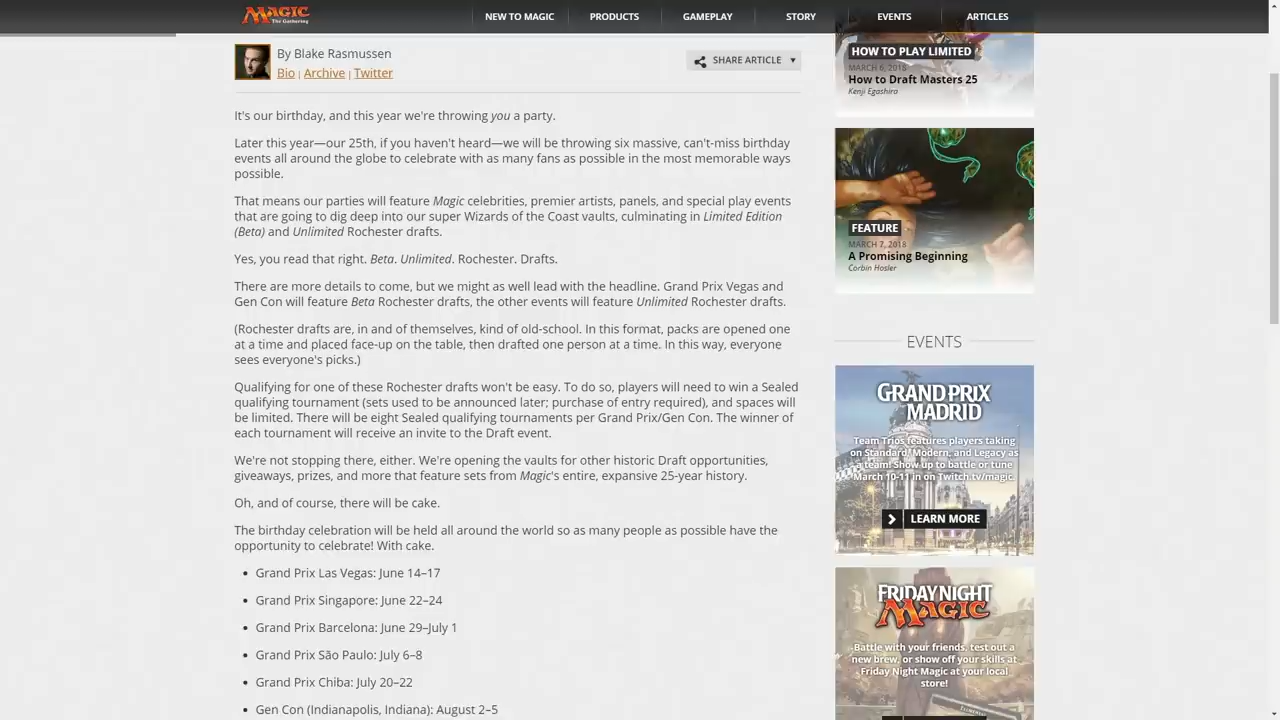 MAGIC
The Gathering
NEW TO MAGIC
PRODUCTS
GAMEPLAY
STORY
EVENTS
ARTICLES
By Blake Rasmussen
Bio | Archive | Twitter
SHARE ARTICLE
It's our birthday, and this year we're throwing you a party.
Later this year—our 25th, if you haven't heard—we will be throwing six massive, can't-miss birthday
events all around the globe to celebrate with as many fans as possible in the most memorable ways
possible.
That means our parties will feature Magic celebrities, premier artists, panels, and special play events
that are going to dig deep into our super Wizards of the Coast vaults, culminating in Limited Edition
(Beta) and Unlimited Rochester drafts.
Yes, you read that right. Beta. Unlimited. Rochester. Drafts.
There are more details to come, but we might as well lead with the headline. Grand Prix Vegas and
Gen Con will feature Beta Rochester drafts, the other events will feature Unlimited Rochester drafts.
(Rochester drafts are, in and of themselves, kind of old-school. In this format, packs are opened one
at a time and placed face-up on the table, then drafted one person at a time. In this way, everyone
sees everyone's picks.)
Qualifying for one of these Rochester drafts won't be easy. To do so, players will need to win a Sealed
qualifying tournament (sets used to be announced later; purchase of entry required), and spaces will
be limited. There will be eight Sealed qualifying tournaments per Grand Prix/Gen Con. The winner of
each tournament will receive an invite to the Draft event.
We're not stopping there, either. We're opening the vaults for other historic Draft opportunities,
giveaways, prizes, and more that feature sets from Magic's entire, expansive 25-year history.
Oh, and of course, there will be cake.
The birthday celebration will be held all around the world so as many people as possible have the
opportunity to celebrate! With cake.
• Grand Prix Las Vegas: June 14–17
• Grand Prix Singapore: June 22–24
• Grand Prix Barcelona: June 29–July 1
• Grand Prix São Paulo: July 6–8
• Grand Prix Chiba: July 20–22
• Gen Con (Indianapolis, Indiana): August 2–5
HOW TO PLAY LIMITED
MARCH 6, 2018
How to Draft Masters 25
Kenji Egashira
FEATURE
MARCH 7, 2018
A Promising Beginning
Corbin Hosler
EVENTS
GRAND PRIX
MADRID
Team Trios features players taking
on Standard, Modern, and Legacy as
a team! Show up to battle or tune
March 10-11 in on Twitch.tv/magic.
LEARN MORE
FRIDAY NIGHT
MAGIC
Battle with your friends, test out a
new brew, or show off your skills at
Friday Night Magic at your local
store!